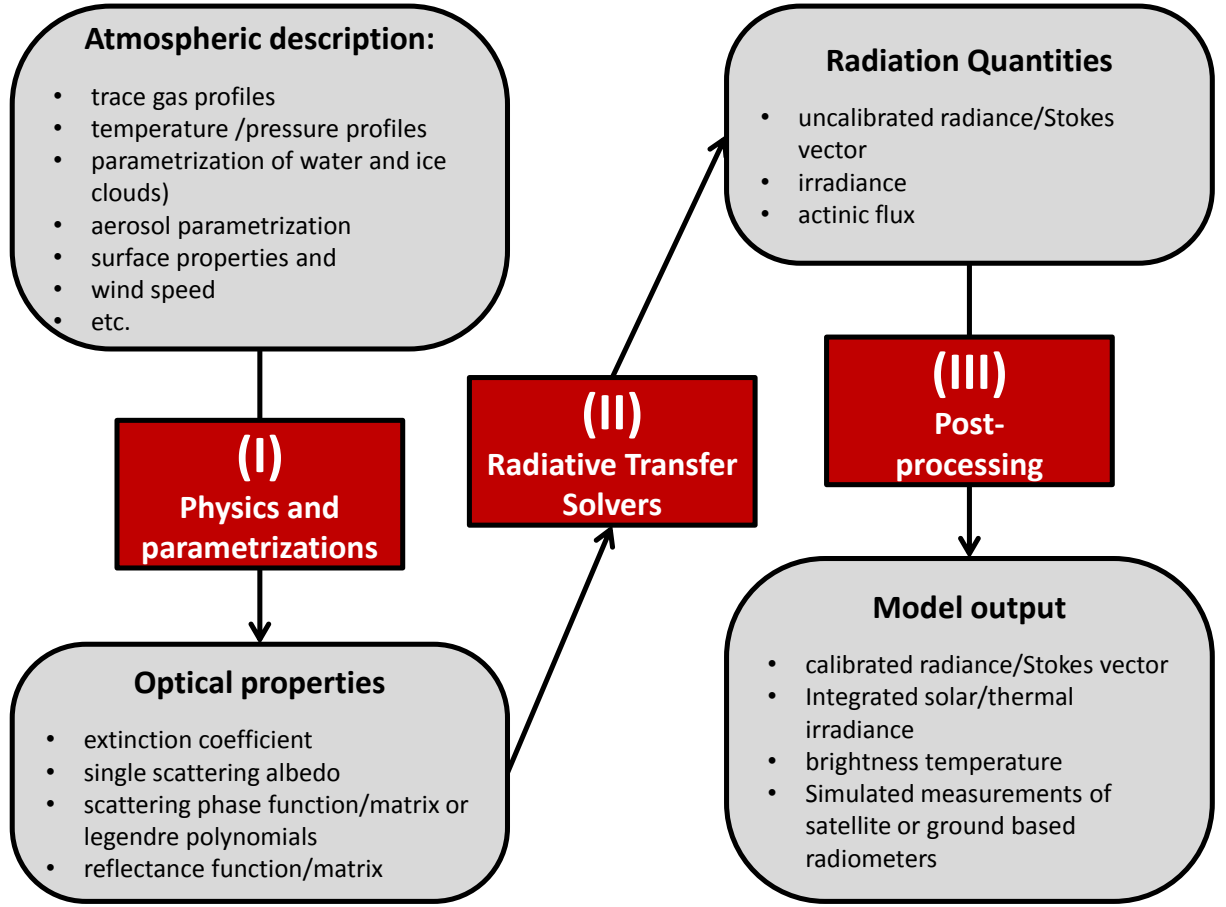 Atmospheric description:
• trace gas profiles
• temperature /pressure profiles
• parametrization of water and ice
clouds)
• aerosol parametrization
• surface properties and
• wind speed
• etc.
(I)
Physics and
parametrizations
Optical properties
• extinction coefficient
• single scattering albedo
• scattering phase function/matrix or
legendre polynomials
• reflectance function/matrix
(II)
Radiative Transfer
Solvers
Radiation Quantities
• uncalibrated radiance/Stokes
vector
• irradiance
• actinic flux
(III)
Post-
processing
Model output
• calibrated radiance/Stokes vector
• Integrated solar/thermal
irradiance
• brightness temperature
• Simulated measurements of
satellite or ground based
radiometers